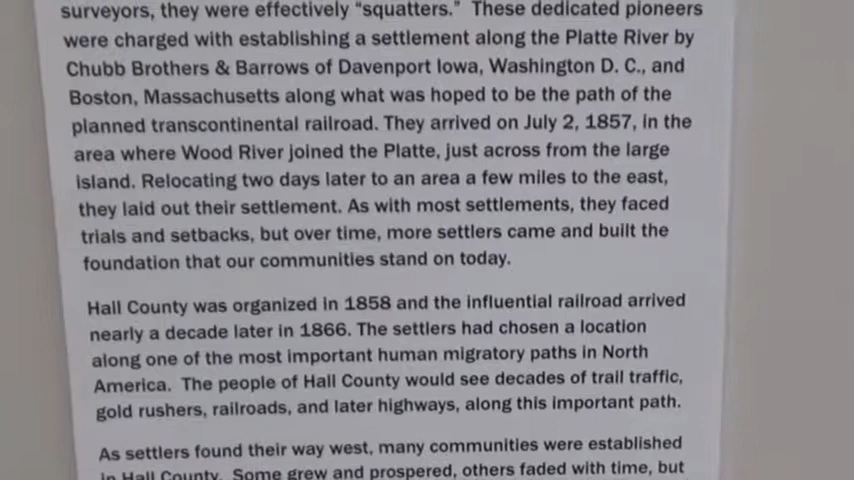 surveyors, they were effectively “squatters.” These dedicated pioneers
were charged with establishing a settlement along the Platte River by
Chubb Brothers & Barrows of Davenport Iowa, Washington D. C., and
Boston, Massachusetts along what was hoped to be the path of the
planned transcontinental railroad. They arrived on July 2, 1857, in the
area where Wood River joined the Platte, just across from the large
island. Relocating two days later to an area a few miles to the east,
they laid out their settlement. As with most settlements, they faced
trials and setbacks, but over time, more settlers came and built the
foundation that our communities stand on today.
Hall County was organized in 1858 and the influential railroad arrived
nearly a decade later in 1866. The settlers had chosen a location
along one of the most important human migratory paths in North
America. The people of Hall County would see decades of trail traffic,
gold rushers, railroads, and later highways, along this important path.
As settlers found their way west, many communities were established
in Hall County. Some grew and prospered, others faded with time, but